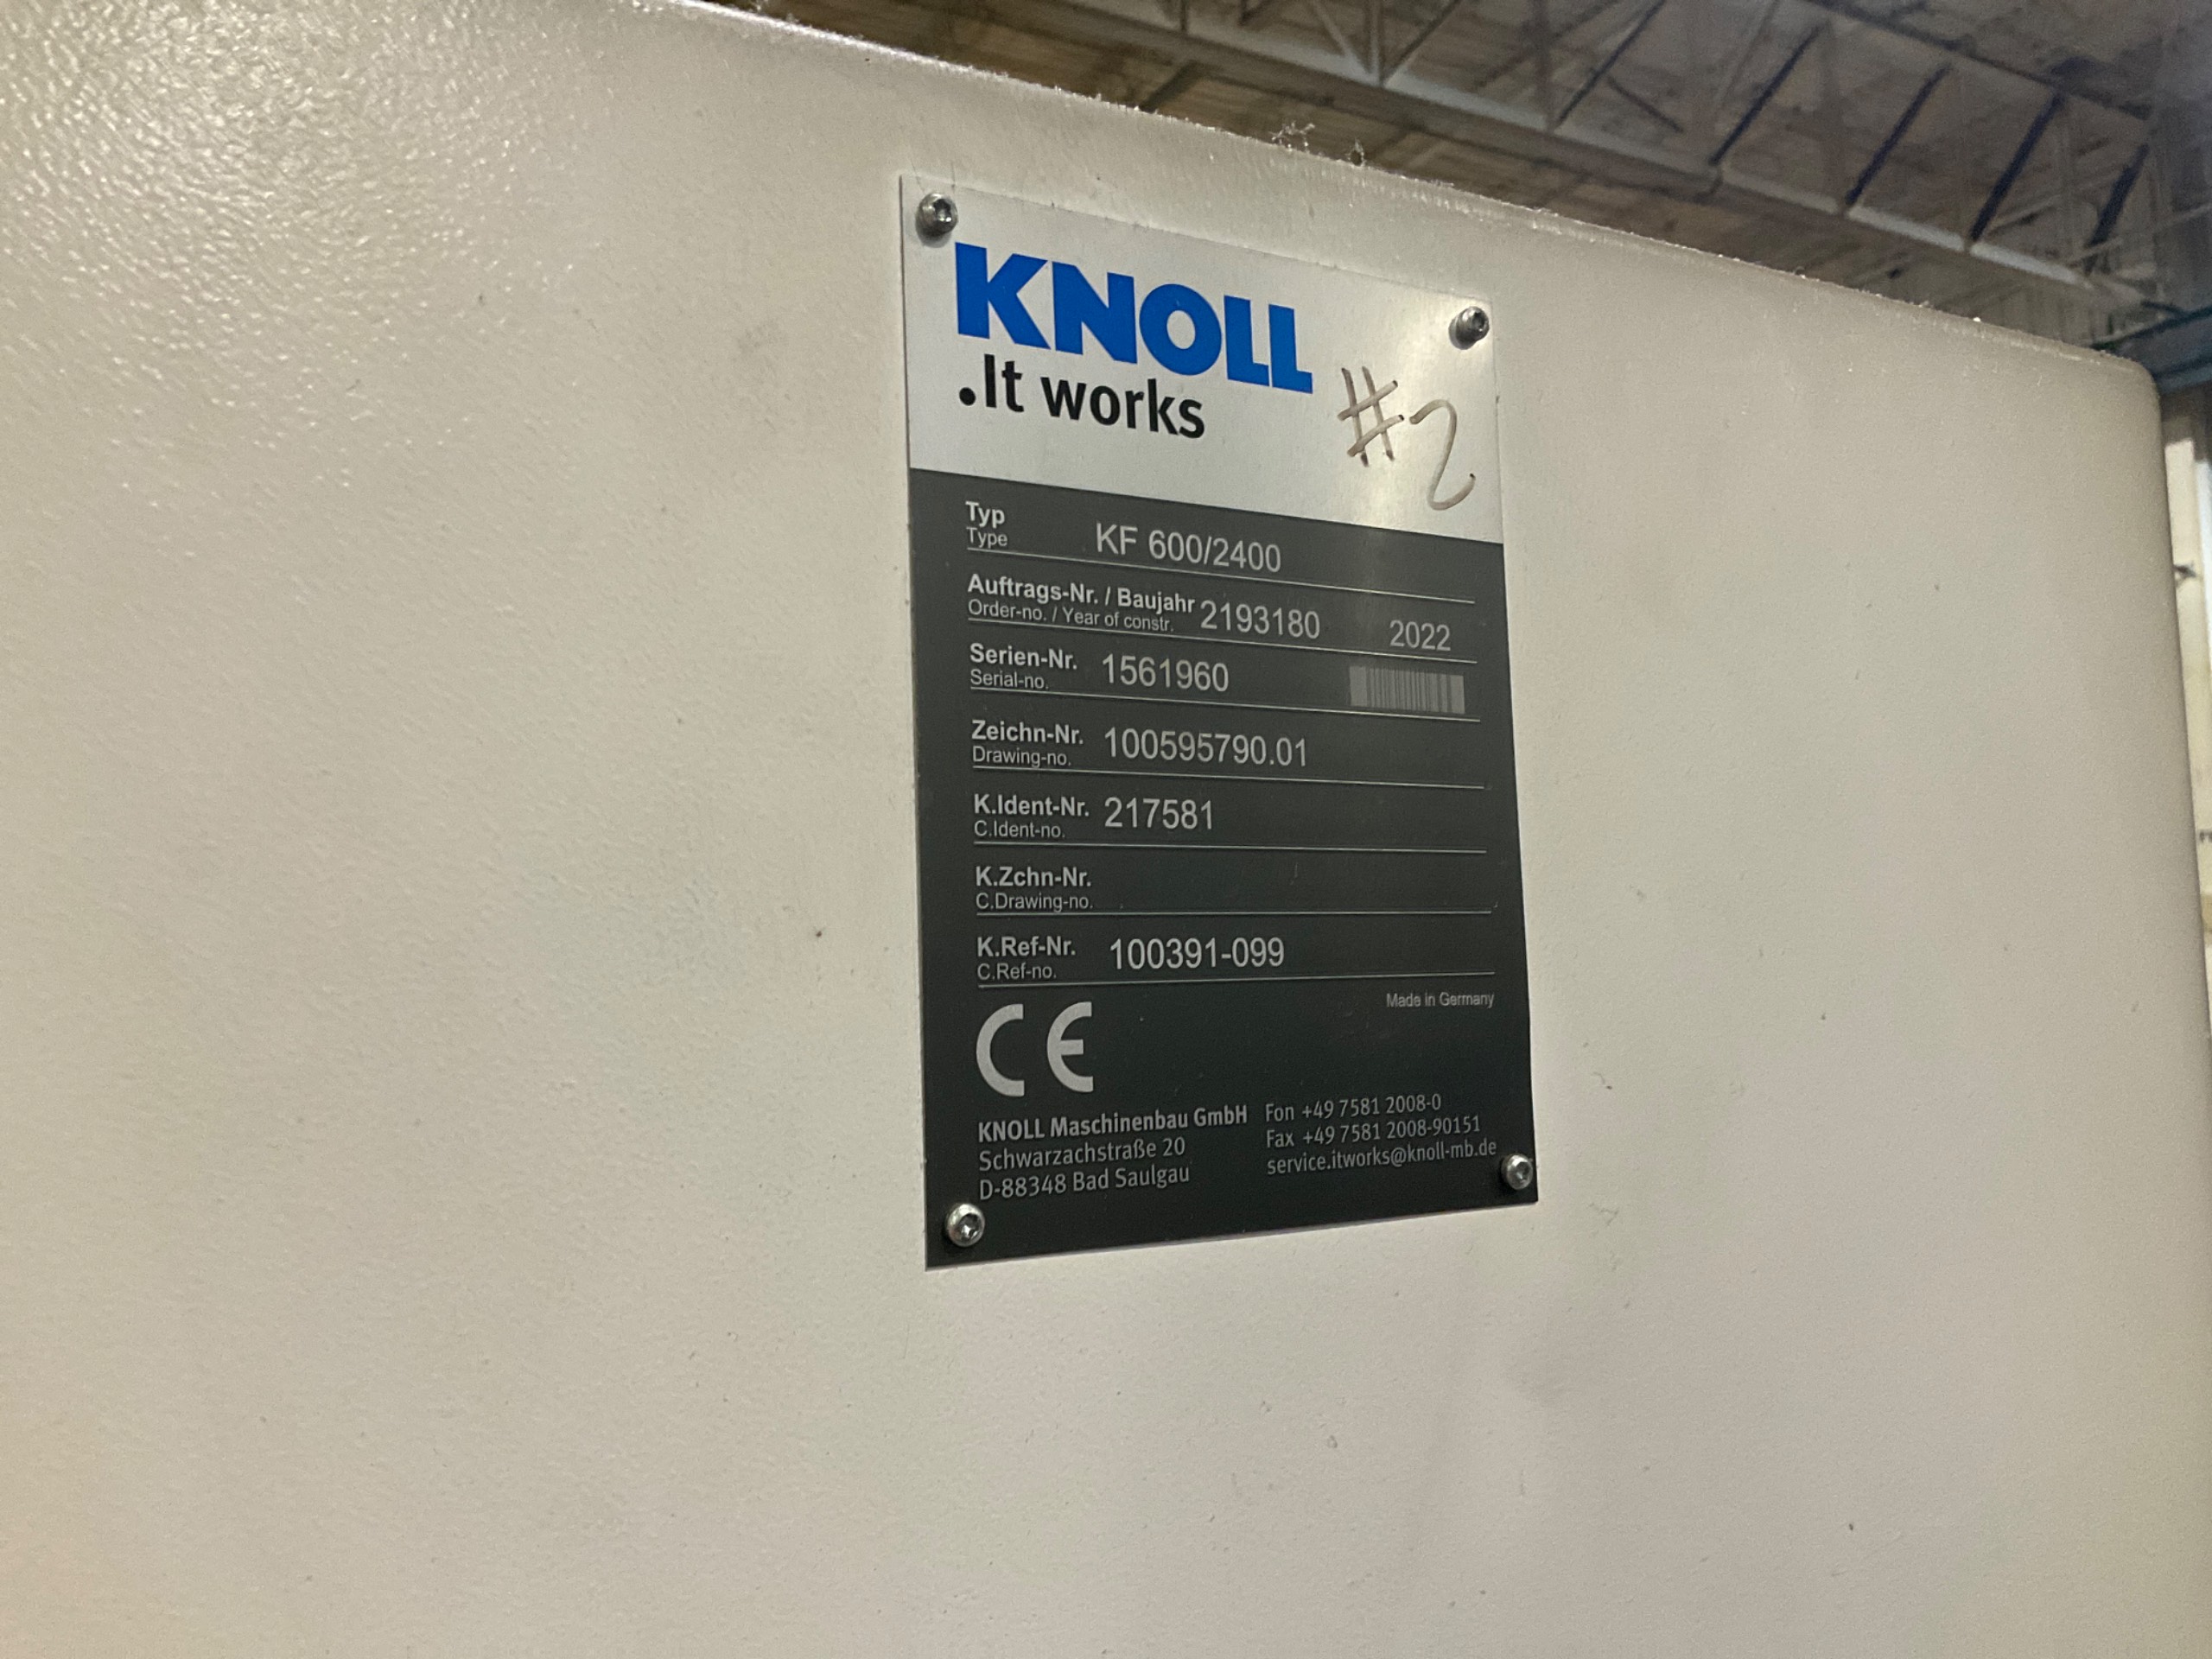 KNOLL
.It works
#2
Typ
Type
KF 600/2400
Auftrags-Nr. / Baujahr
Order-no. / Year of constr.
2193180 2022
Serien-Nr.
Serial-no.
1561960
Zeichn-Nr.
Drawing-no.
100595790.01
K.Ident-Nr.
C.Ident-no.
217581
K.Zchn-Nr.
C.Drawing-no.
K.Ref-Nr.
C.Ref-no.
100391-099
Made in Germany
CE
KNOLL Maschinenbau GmbH
Schwarzachstraße 20
D-88348 Bad Saulgau
Fon +49 7581 2008-0
Fax +49 7581 2008-90151
service.itworks@knoll-mb.de